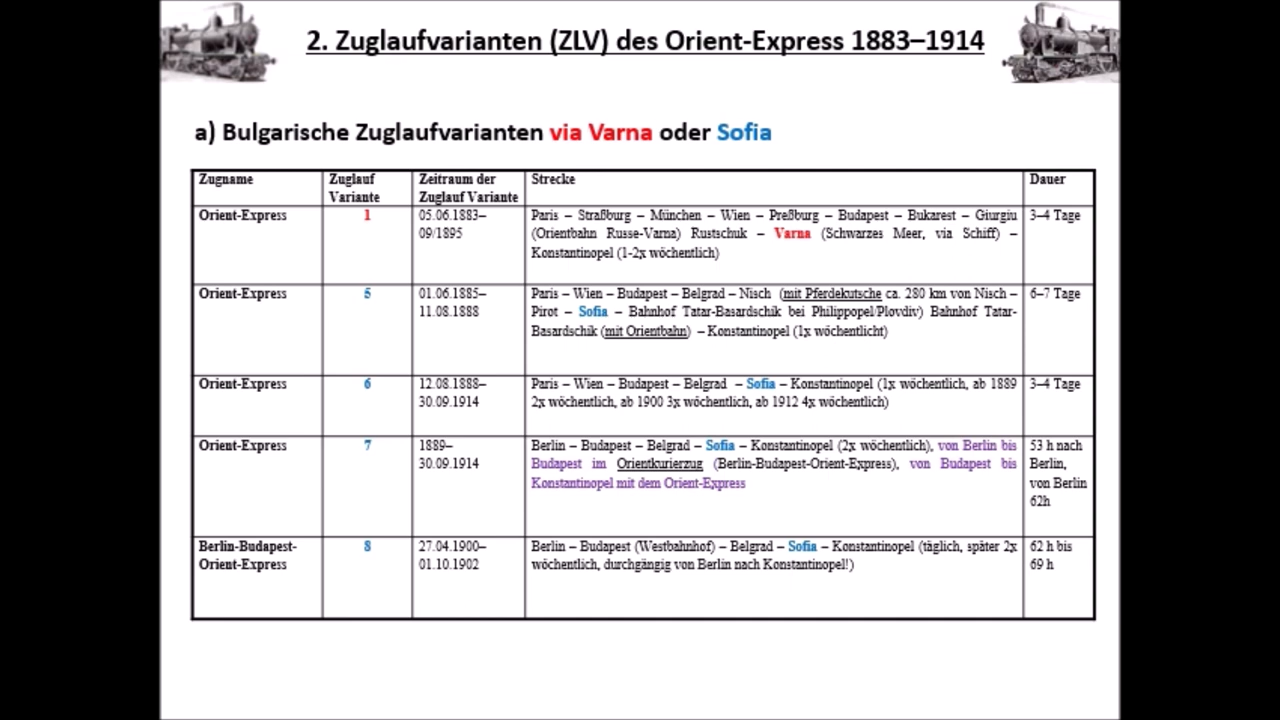 2. Zuglaufvarianten (ZLV) des Orient-Express 1883–1914
a) Bulgarische Zuglaufvarianten via Varna oder Sofia
Zugname Zuglauf Variante Zeitraum der Zuglauf Variante Strecke Dauer
Orient-Express 1 05.06.1883– 09/1895 Paris – Straßburg – München – Wien – Preßburg – Budapest – Bukarest – Giurgiu (Orientbahn Russe-Varna) Rustschuk – Varna (Schwarzes Meer, via Schiff) – Konstantinopel (1-2x wöchentlich) 3–4 Tage
Orient-Express 5 01.06.1885– 11.08.1888 Paris – Wien – Budapest – Belgrad – Nisch (mit Pferdekutsche ca. 280 km von Nisch – Pirot – Sofia – Bahnhof Tatar-Basardschik bei Philippopel/Plovdiv) Bahnhof Tatar-Basardschik (mit Orientbahn) – Konstantinopel (1x wöchentlicht) 6–7 Tage
Orient-Express 6 12.08.1888– 30.09.1914 Paris – Wien – Budapest – Belgrad – Sofia – Konstantinopel (1x wöchentlich, ab 1889 2x wöchentlich, ab 1900 3x wöchentlich, ab 1912 4x wöchentlich) 3–4 Tage
Orient-Express 7 1889– 30.09.1914 Berlin – Budapest – Belgrad – Sofia – Konstantinopel (2x wöchentlich), von Berlin bis Budapest im Orientkurierzug (Berlin-Budapest-Orient-Express), von Budapest bis Konstantinopel mit dem Orient-Express 53 h nach Berlin, von Berlin 62h
Berlin-Budapest-Orient-Express 8 27.04.1900– 01.10.1902 Berlin – Budapest (Westbahnhof) – Belgrad – Sofia – Konstantinopel (täglich, später 2x wöchentlich, durchgängig von Berlin nach Konstantinopel!) 62 h bis 69 h